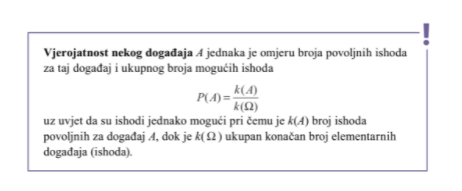 !
Vjerojatnost nekog događaja A jednaka je omjeru broja povoljnih ishoda
za taj događaj i ukupnog broja mogućih ishoda
P(A) = k(A) / k(Ω)
uz uvjet da su ishodi jednako mogući pri čemu je k(A) broj ishoda
povoljnih za događaj A, dok je k(Ω) ukupan konačan broj elementarnih
događaja (ishoda).